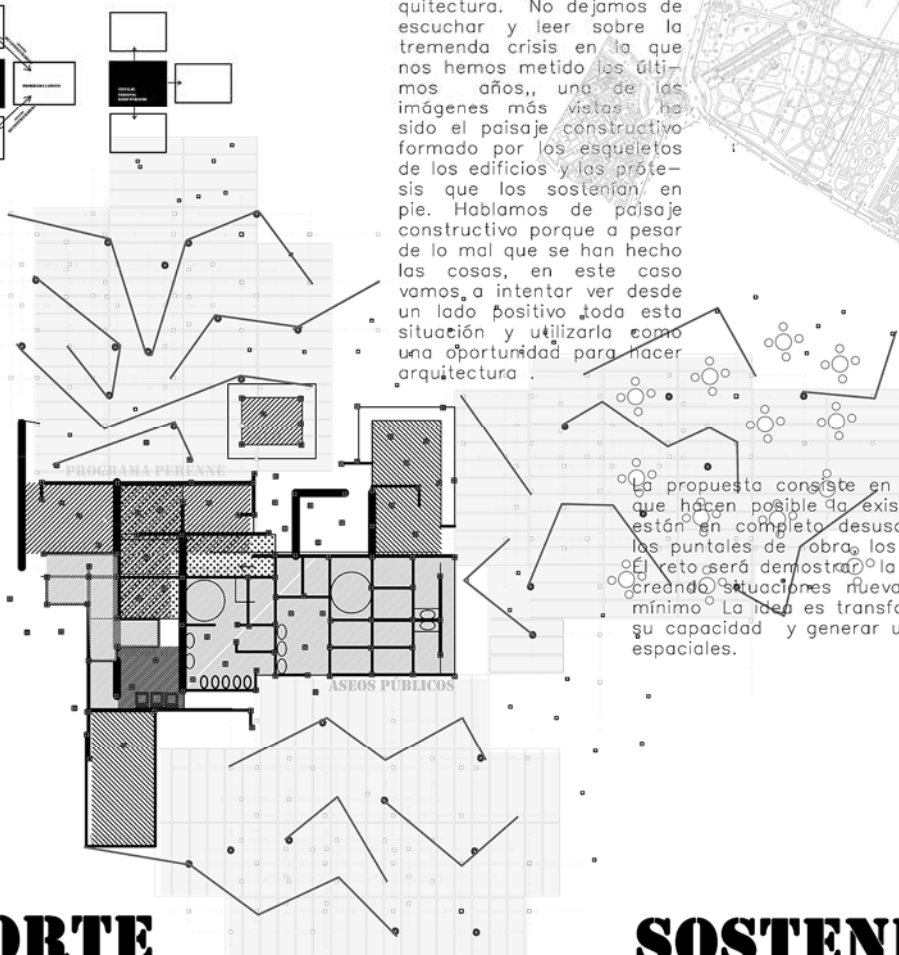 quitectura. No dejamos de
escuchar y leer sobre la
tremenda crisis en la que
nos hemos metido los últi-
mos años,, una de las
imágenes más vistas ha
sido el paisaje constructivo
formado por los esqueletos
de los edificios y las próte-
sis que los sostenían en
pie. Hablamos de paisaje
constructivo porque a pesar
de lo mal que se han hecho
las cosas, en este caso
vamos a intentar ver desde
un lado positivo toda esta
situación y utilizarla como
una oportunidad para hacer
arquitectura .
PROGRAMA PERENNE
La propuesta consiste en
que hacen posible la exis
están en completo desuso
los puntales de obra, los
El reto será demostrar la
creando situaciones nueva
mínimo La idea es transfo
su capacidad y generar u
espaciales.
ASEOS PÚBLICOS
ORTE
SOSTEN